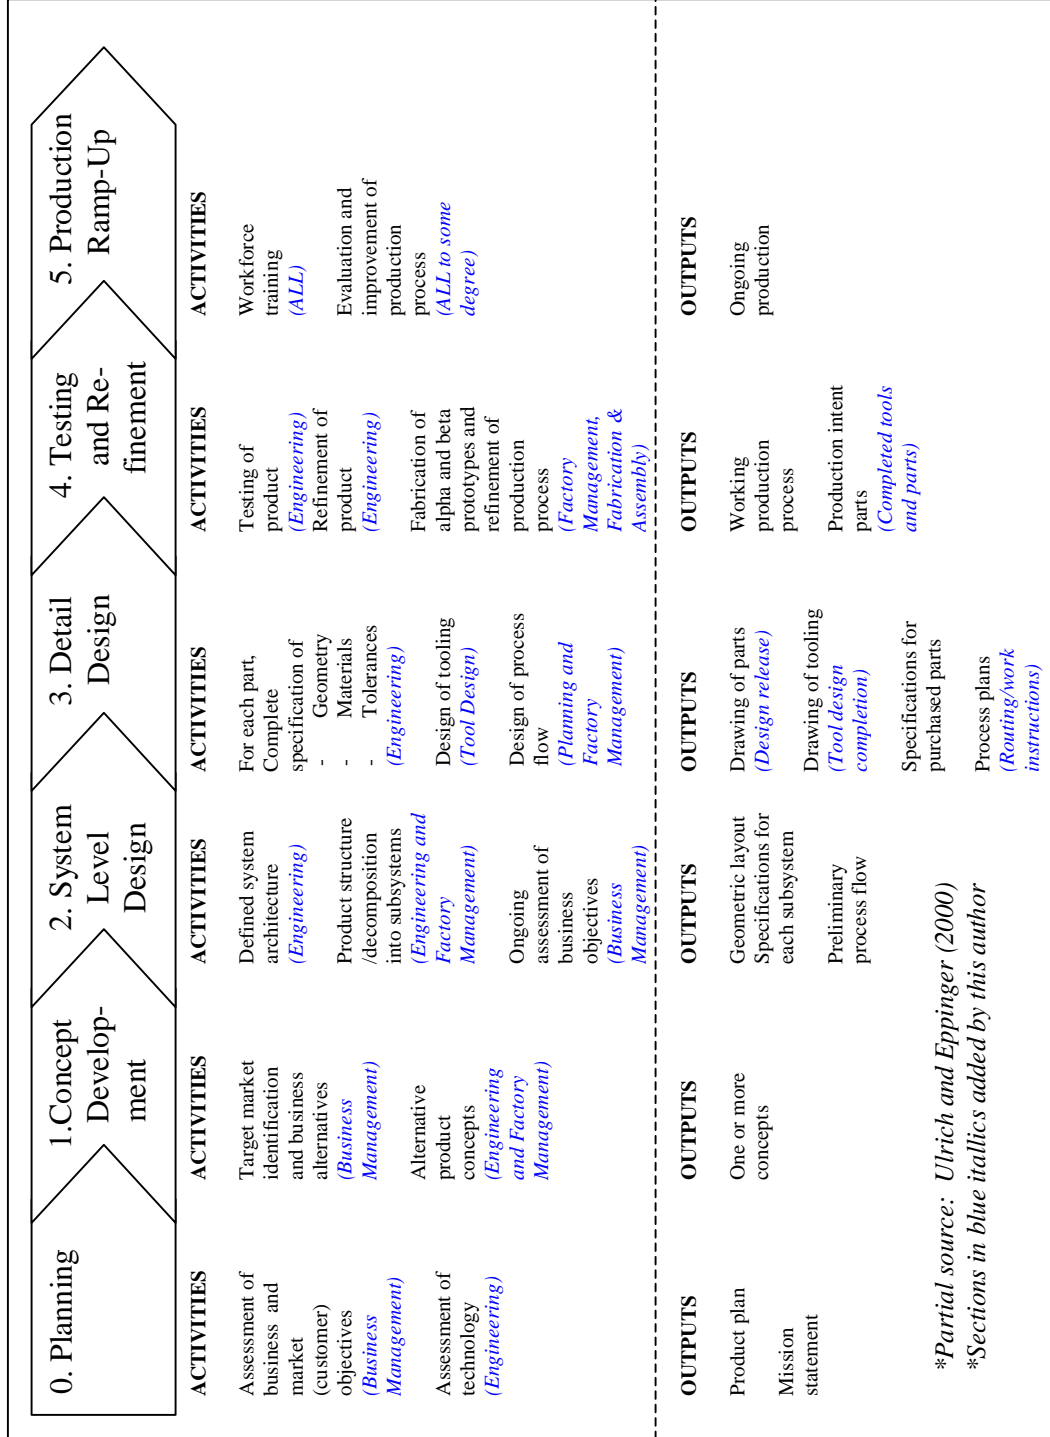 0. Planning
ACTIVITIES
Assessment of
business and
market
(customer)
objectives
(Business
Management)
Assessment of
technology
(Engineering)
OUTPUTS
Product plan
Mission
statement
1.Concept
Develop-
ment
ACTIVITIES
Target market
identification
and business
alternatives
(Business
Management)
Alternative
product
concepts
(Engineering
and Factory
Management)
OUTPUTS
One or more
concepts
2. System
Level
Design
ACTIVITIES
Defined system
architecture
(Engineering)
Product structure
/decomposition
into subsystems
(Engineering and
Factory
Management)
Ongoing
assessment of
business
objectives
(Business
Management)
OUTPUTS
Geometric layout
Specifications for
each subsystem
Preliminary
process flow
3. Detail
Design
ACTIVITIES
For each part,
Complete
specification of
- Geometry
- Materials
- Tolerances
(Engineering)
Design of tooling
(Tool Design)
Design of process
flow
(Planning and
Factory
Management)
OUTPUTS
Drawing of parts
(Design release)
Drawing of tooling
(Tool design
completion)
Specifications for
purchased parts
Process plans
(Routing/work
instructions)
4. Testing
and Re-
finement
ACTIVITIES
Testing of
product
(Engineering)
Refinement of
product
(Engineering)
Fabrication of
alpha and beta
prototypes and
refinement of
production
process
(Factory
Management,
Fabrication &
Assembly)
OUTPUTS
Working
production
process
Production intent
parts
(Completed tools
and parts)
5. Production
Ramp-Up
ACTIVITIES
Workforce
training
(ALL)
Evaluation and
improvement of
production
process
(ALL to some
degree)
OUTPUTS
Ongoing
production
*Partial source: Ulrich and Eppinger (2000)
*Sections in blue itallics added by this author